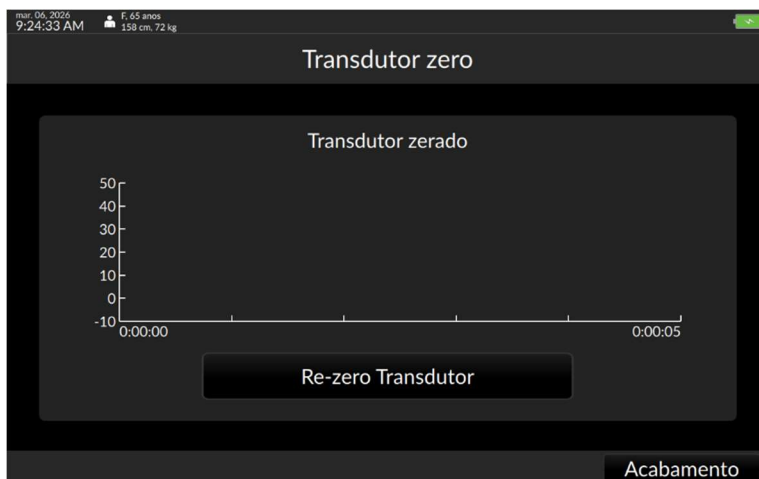 mar. 06, 2026
9:24:33 AM
F, 65 anos
158 cm, 72 kg
Transdutor zero
Transdutor zerado
50
40
30
20
10
0
-10
0:00:00
0:00:05
Re-zero Transdutor
Acabamento